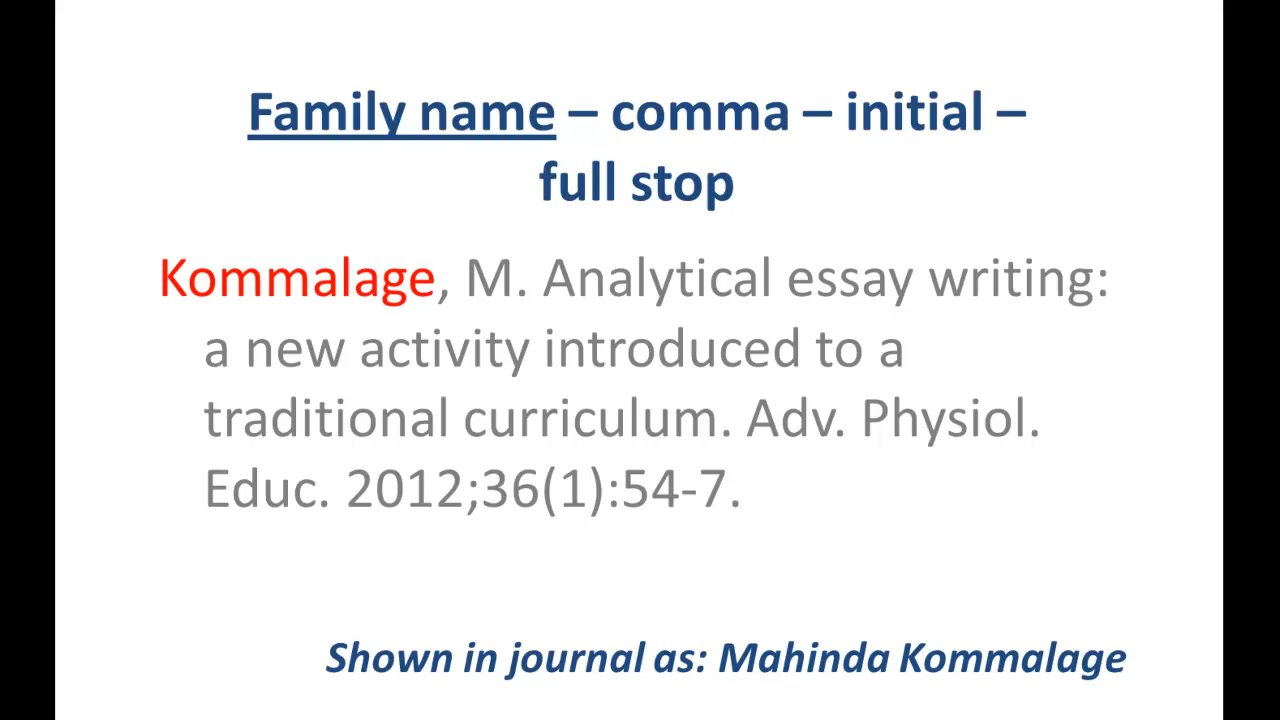 Family name – comma – initial –
full stop
Kommalage, M. Analytical essay writing:
a new activity introduced to a
traditional curriculum. Adv. Physiol.
Educ. 2012;36(1):54-7.
Shown in journal as: Mahinda Kommalage